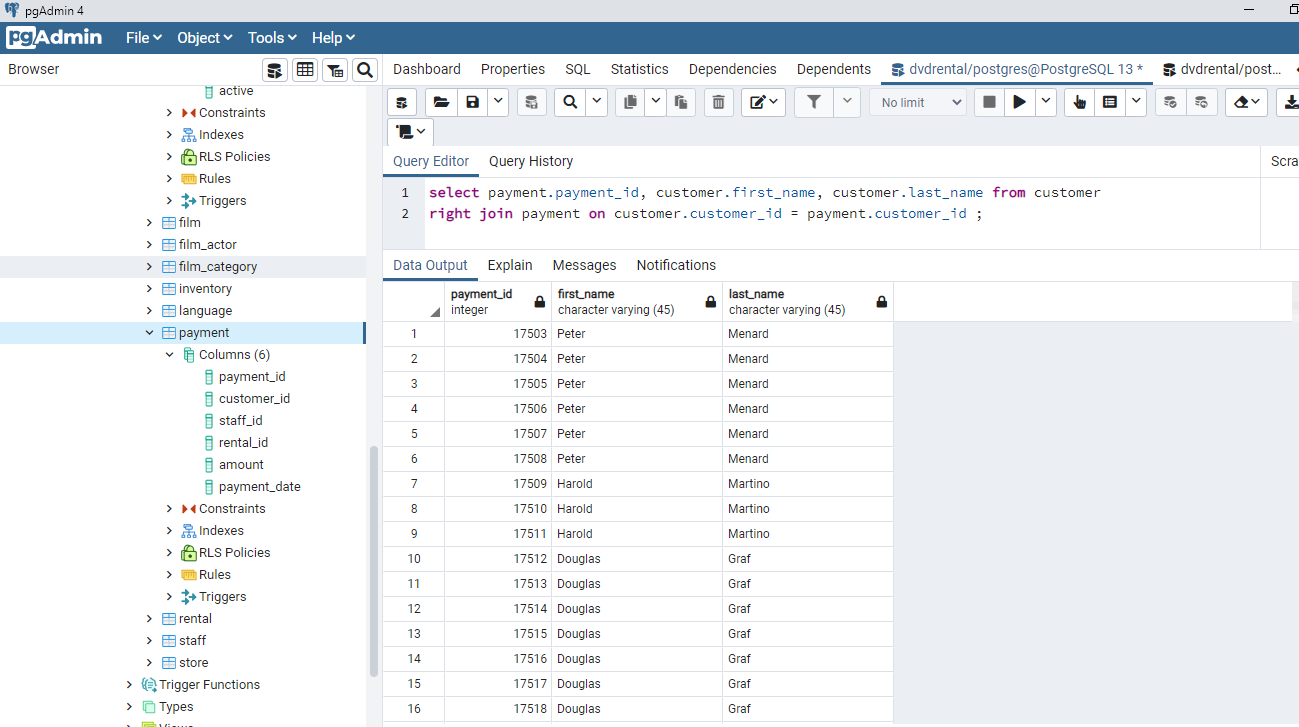 pgAdmin 4
pgAdmin File Object Tools Help
Browser
Dashboard Properties SQL Statistics Dependencies Dependents dvdrental/postgres@PostgreSQL 13 * dvdrental/post...
No limit
Query Editor Query History Scra
1 select payment.payment_id, customer.first_name, customer.last_name from customer
2 right join payment on customer.customer_id = payment.customer_id ;
Data Output Explain Messages Notifications
payment_id first_name last_name
integer character varying (45) character varying (45)
1 17503 Peter Menard
2 17504 Peter Menard
3 17505 Peter Menard
4 17506 Peter Menard
5 17507 Peter Menard
6 17508 Peter Menard
7 17509 Harold Martino
8 17510 Harold Martino
9 17511 Harold Martino
10 17512 Douglas Graf
11 17513 Douglas Graf
12 17514 Douglas Graf
13 17515 Douglas Graf
14 17516 Douglas Graf
15 17517 Douglas Graf
16 17518 Douglas Graf
active
Constraints
Indexes
RLS Policies
Rules
Triggers
film
film_actor
film_category
inventory
language
payment
Columns (6)
payment_id
customer_id
staff_id
rental_id
amount
payment_date
Constraints
Indexes
RLS Policies
Rules
Triggers
rental
staff
store
Trigger Functions
Types
Views